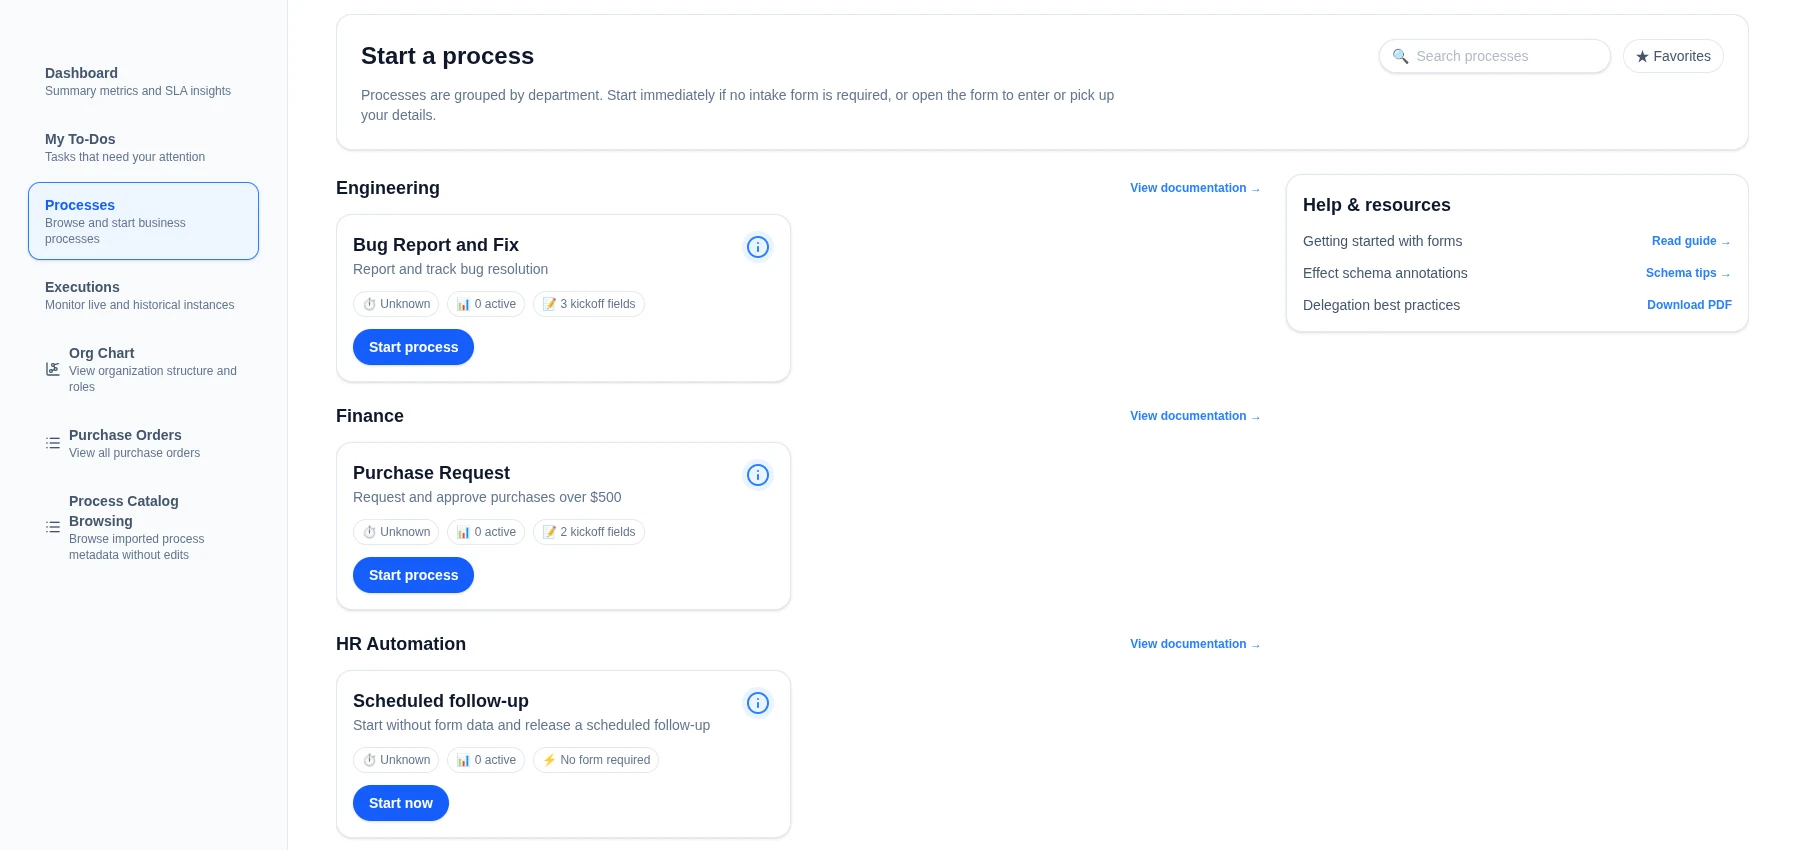 Dashboard
Summary metrics and SLA insights
My To-Dos
Tasks that need your attention
Processes
Browse and start business
processes
Executions
Monitor live and historical instances
Org Chart
View organization structure and
roles
Purchase Orders
View all purchase orders
Process Catalog
Browsing
Browse imported process
metadata without edits
Start a process
Search processes
★ Favorites
Processes are grouped by department. Start immediately if no intake form is required, or open the form to enter or pick up
your details.
Engineering
View documentation →
Bug Report and Fix
Report and track bug resolution
Unknown
0 active
3 kickoff fields
Start process
Finance
View documentation →
Purchase Request
Request and approve purchases over $500
Unknown
0 active
2 kickoff fields
Start process
HR Automation
View documentation →
Scheduled follow-up
Start without form data and release a scheduled follow-up
Unknown
0 active
No form required
Start now
Help & resources
Getting started with forms
Read guide →
Effect schema annotations
Schema tips →
Delegation best practices
Download PDF